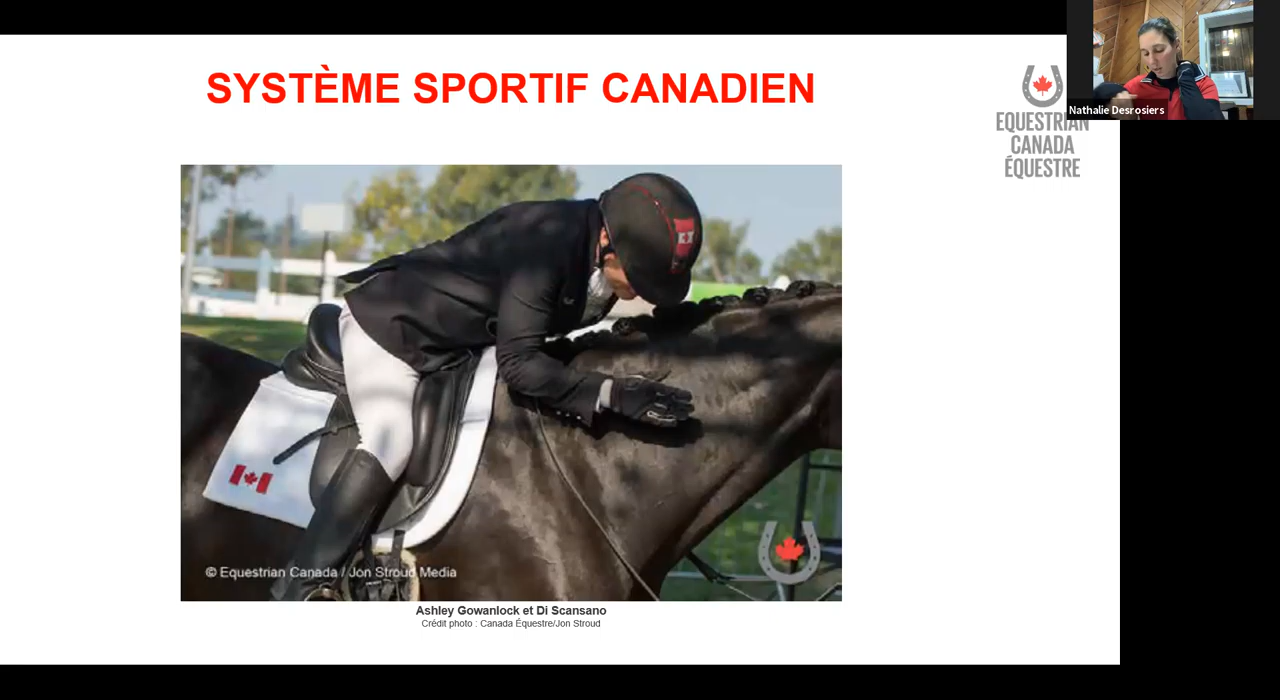 SYSTÈME SPORTIF CANADIEN
Nathalie Desrosiers
EQUESTRIAN
CANADA
ÉQUESTRE
© Equestrian Canada / Jon Stroud Media
Ashley Gowanlock et Di Scansano
Crédit photo : Canada Équestre/Jon Stroud